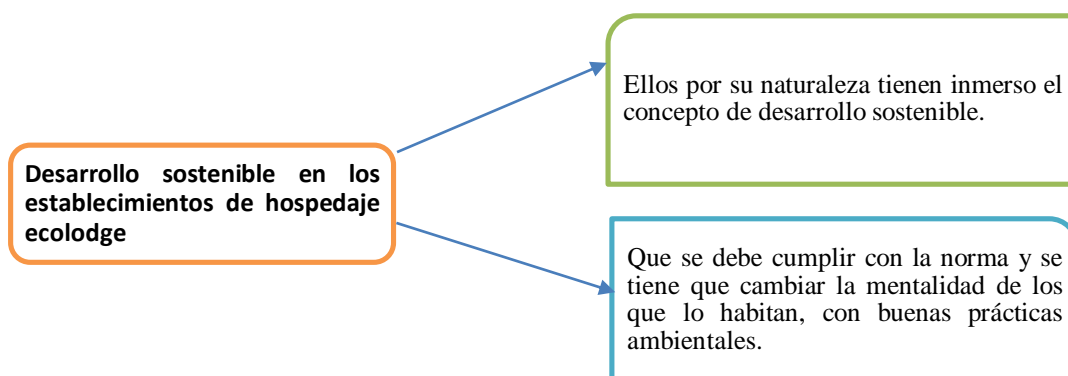 Ellos por su naturaleza tienen inmerso el
concepto de desarrollo sostenible.
Desarrollo sostenible en los
establecimientos de hospedaje
ecolodge
Que se debe cumplir con la norma y se
tiene que cambiar la mentalidad de los
que lo habitan, con buenas prácticas
ambientales.